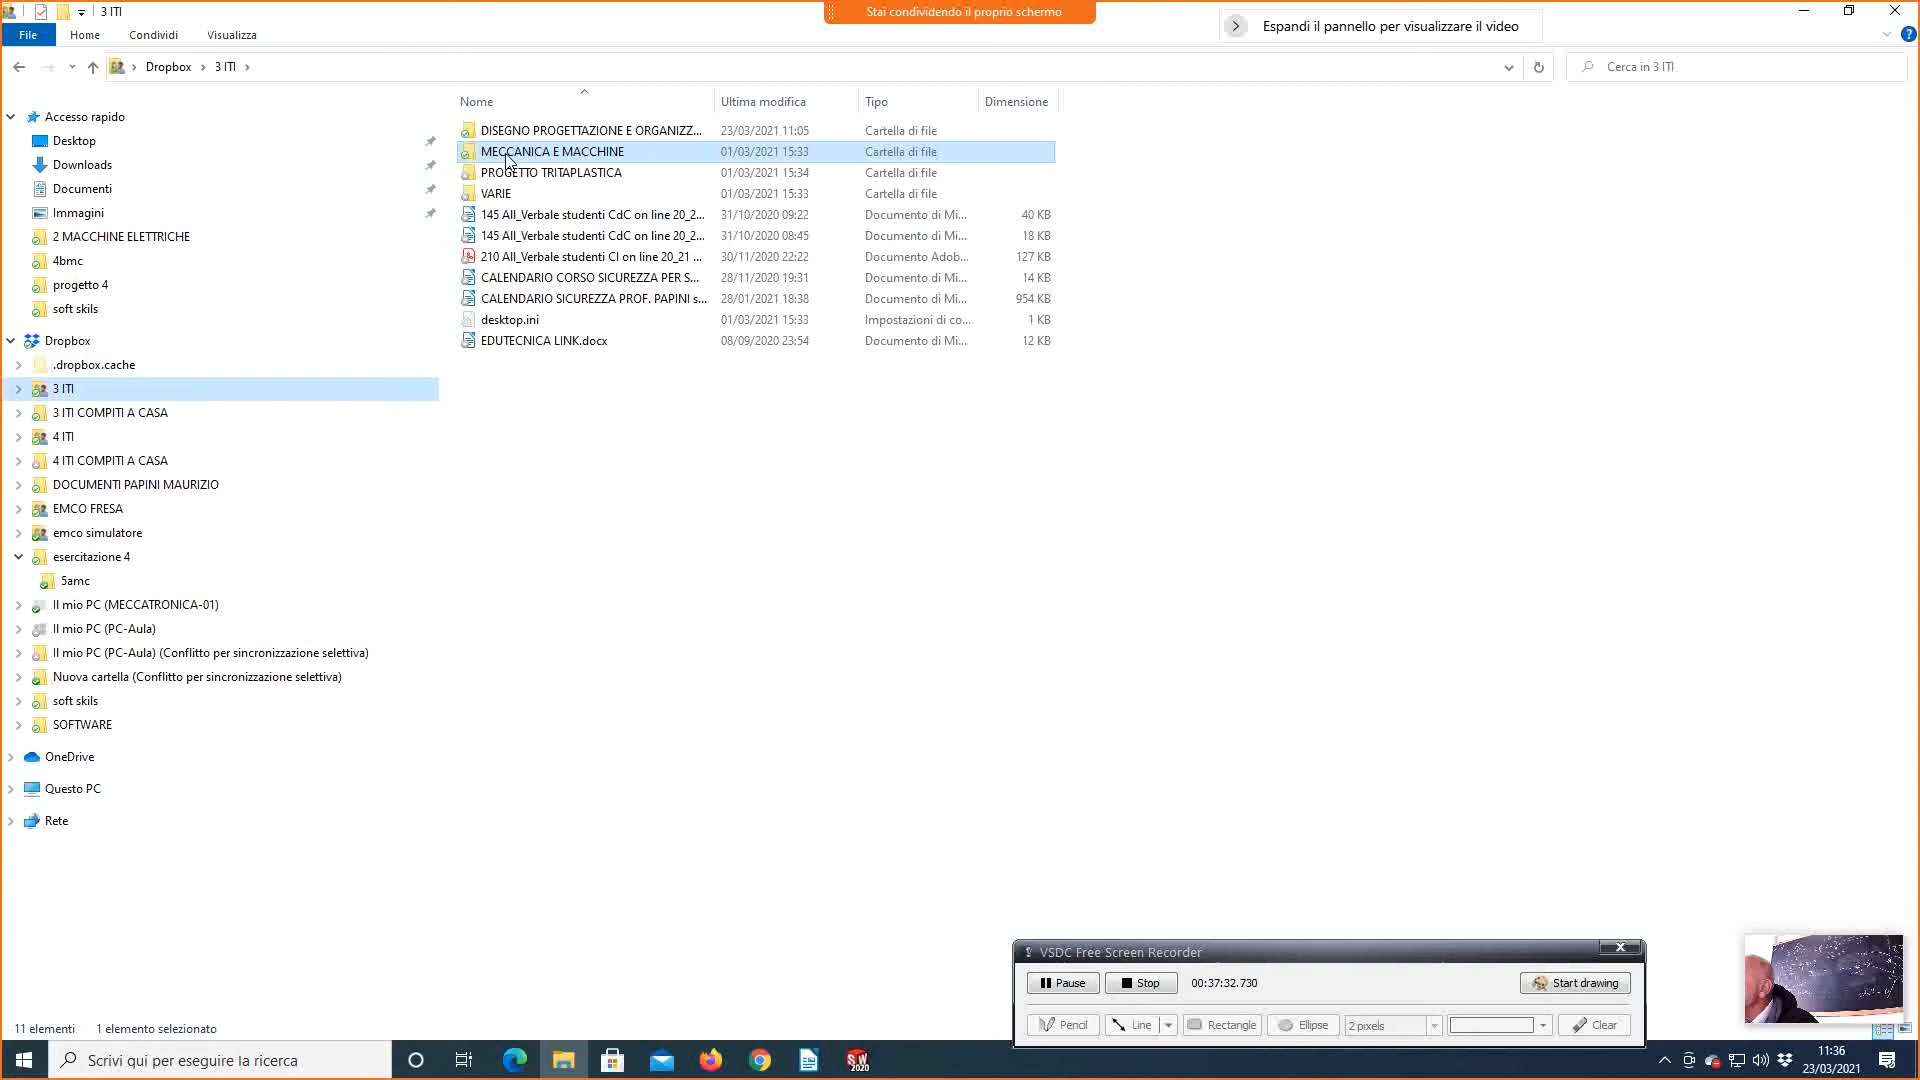 3 ITI
Stai condividendo il proprio schermo
Espandi il pannello per visualizzare il video
File Home Condividi Visualizza
Dropbox 3 ITI
Cerca in 3 ITI
Nome Ultima modifica Tipo Dimensione
Accesso rapido
Desktop
Downloads
Documenti
Immagini
2 MACCHINE ELETTRICHE
4bmc
progetto 4
soft skils
Dropbox
.dropbox.cache
3 ITI
3 ITI COMPITI A CASA
4 ITI
4 ITI COMPITI A CASA
DOCUMENTI PAPINI MAURIZIO
EMCO FRESA
emco simulatore
esercitazione 4
5amc
Il mio PC (MECCATRONICA-01)
Il mio PC (PC-Aula)
Il mio PC (PC-Aula) (Conflitto per sincronizzazione selettiva)
Nuova cartella (Conflitto per sincronizzazione selettiva)
soft skils
SOFTWARE
OneDrive
Questo PC
Rete
DISEGNO PROGETTAZIONE E ORGANIZZ... 23/03/2021 11:05 Cartella di file
MECCANICA E MACCHINE 01/03/2021 15:33 Cartella di file
PROGETTO TRITAPLASTICA 01/03/2021 15:34 Cartella di file
VARIE 01/03/2021 15:33 Cartella di file
145 All_Verbale studenti CdC on line 20_2... 31/10/2020 09:22 Documento di Mi... 40 KB
145 All_Verbale studenti CdC on line 20_2... 31/10/2020 08:45 Documento di Mi... 18 KB
210 All_Verbale studenti CI on line 20_21 ... 30/11/2020 22:22 Documento Adob... 127 KB
CALENDARIO CORSO SICUREZZA PER S... 28/11/2020 19:31 Documento di Mi... 14 KB
CALENDARIO SICUREZZA PROF. PAPINI s... 28/01/2021 18:38 Documento di Mi... 954 KB
desktop.ini 01/03/2021 15:33 Impostazioni di co... 1 KB
EDUTECNICA LINK.docx 08/09/2020 23:54 Documento di Mi... 12 KB
VSDC Free Screen Recorder
Pause Stop 00:37:32.730 Start drawing
Pencil Line Rectangle Ellipse 2 pixels Clear
11 elementi 1 elemento selezionato
Scrivi qui per eseguire la ricerca
SW
2020
11:36
23/03/2021